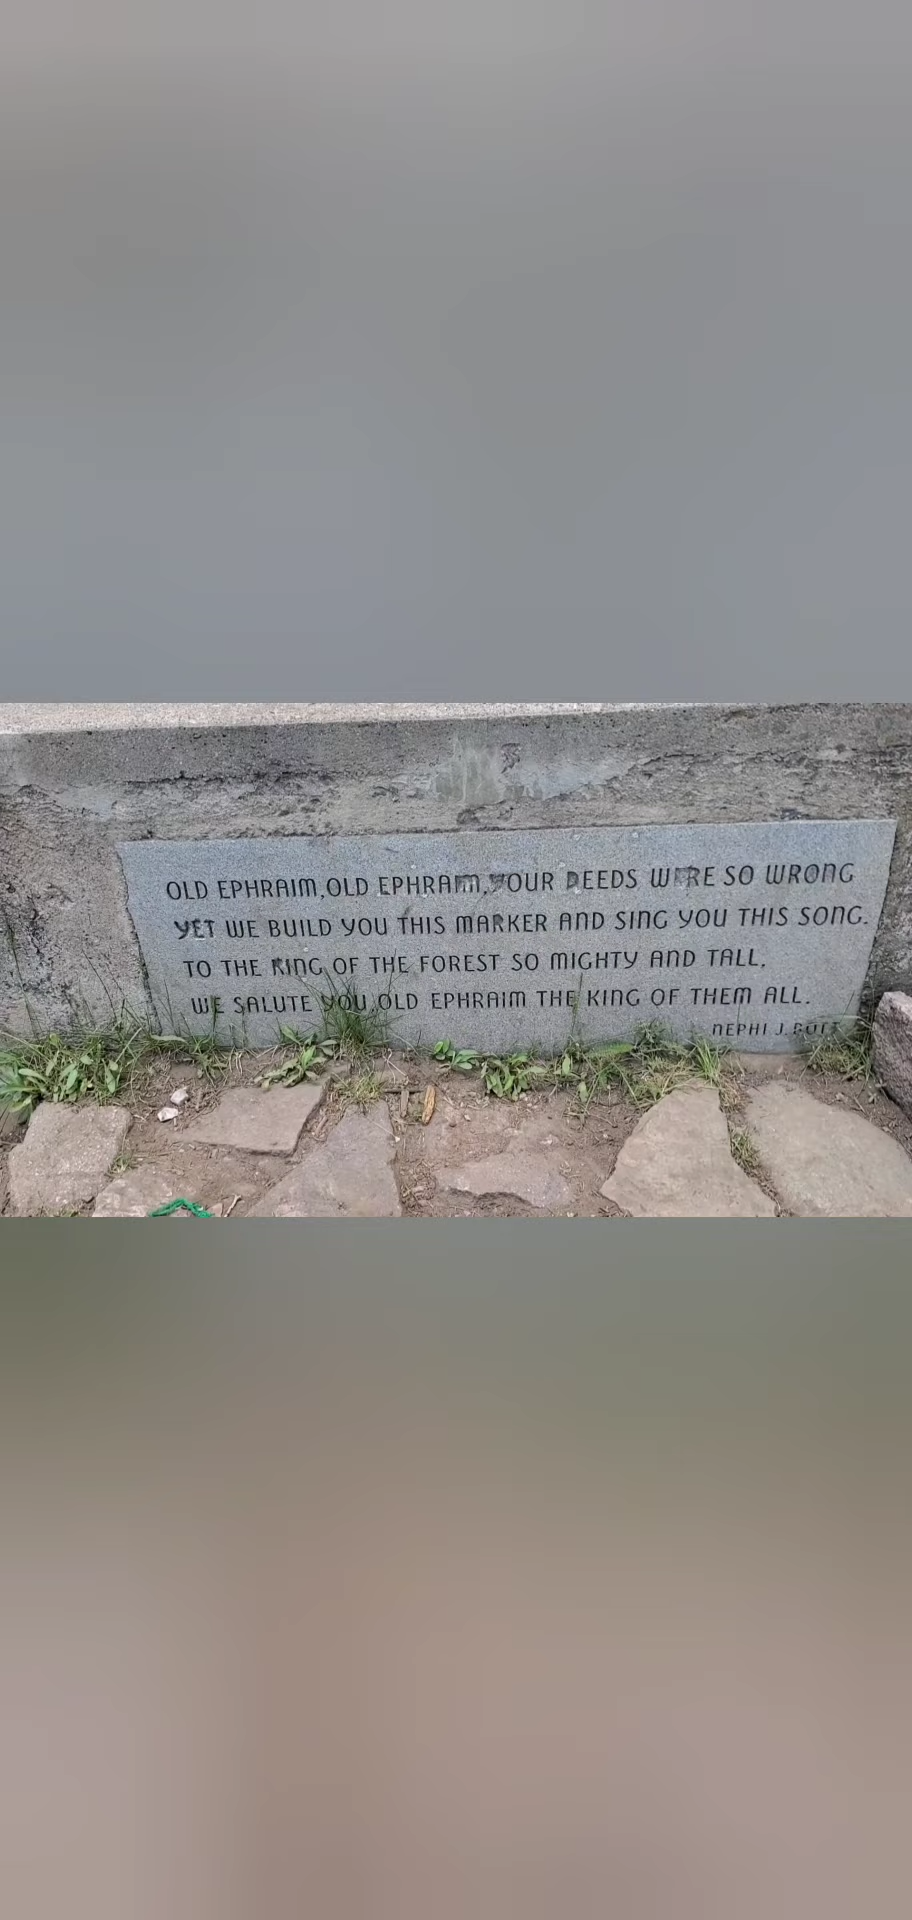 OLD EPHRAIM, OLD EPHRAIM, YOUR DEEDS WERE SO WRONG
YET WE BUILD YOU THIS MARKER AND SING YOU THIS SONG.
TO THE KING OF THE FOREST SO MIGHTY AND TALL,
WE SALUTE YOU, OLD EPHRAIM THE KING OF THEM ALL.
NEPHI J. BOTT